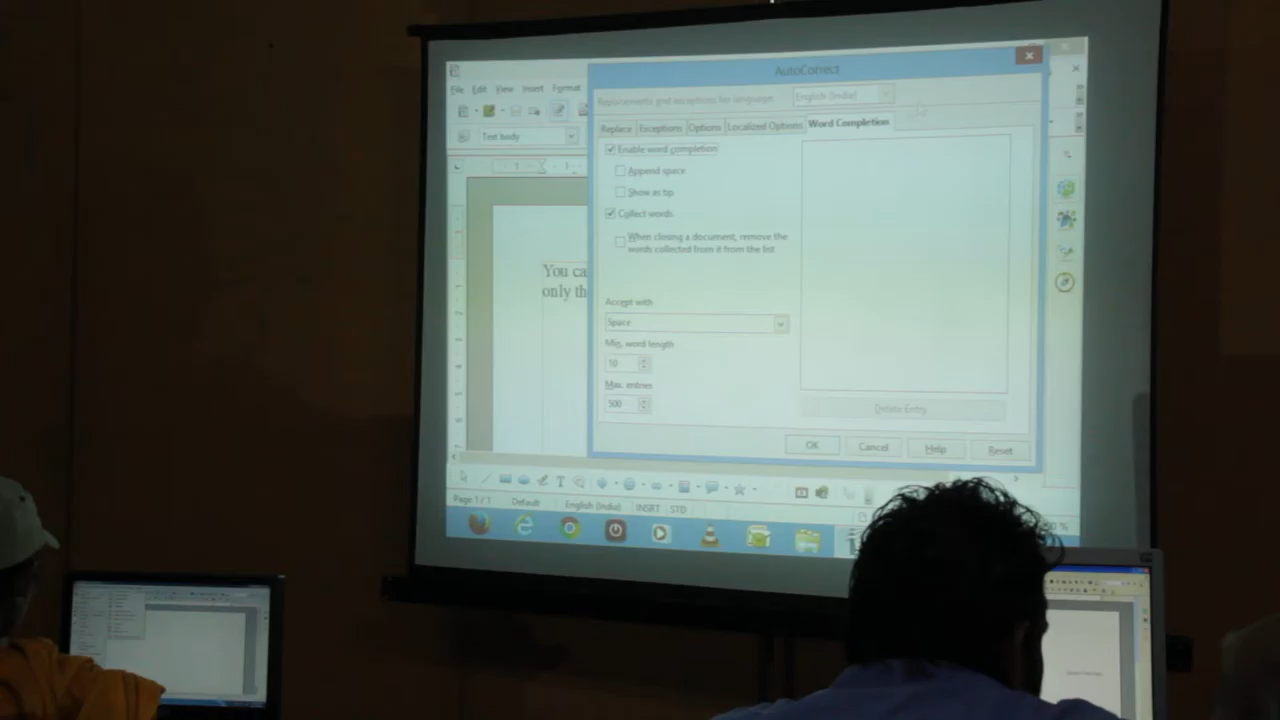 AutoCorrect
File Edit View Insert Format
Replacements and exceptions for language: English (India)
Text body
Replace Exceptions Options Localized Options Word Completion
Enable word completion
Append space
Show as tip
Collect words
When closing a document, remove the
words collected from it from the list
You ca
only th
Accept with
Space
Min. word length
10
Max. entries
500
Delete Entry
OK Cancel Help Reset
Page 1 / 1 Default English (India) INSRT STD